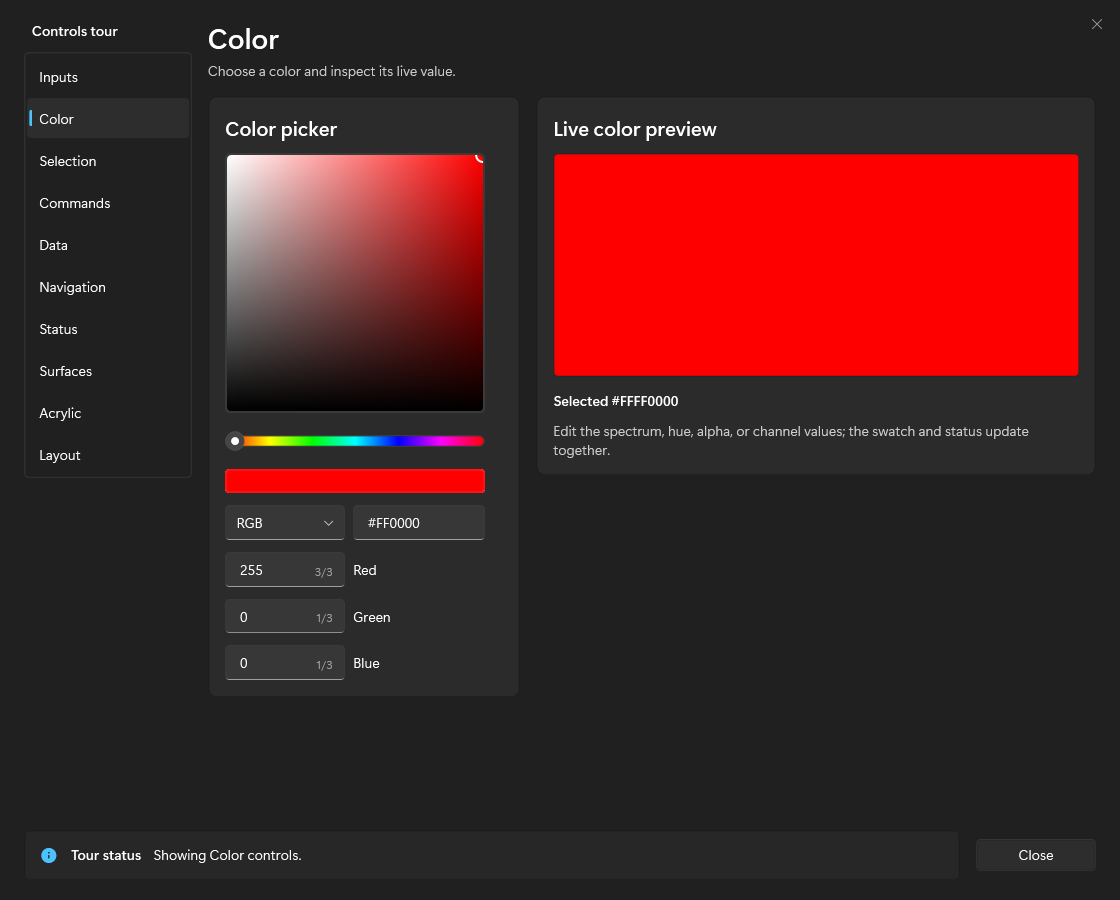 Controls tour
Inputs
Color
Selection
Commands
Data
Navigation
Status
Surfaces
Acrylic
Layout
Color
Choose a color and inspect its live value.
Color picker
RGB
#FF0000
255 3/3 Red
0 1/3 Green
0 1/3 Blue
Live color preview
Selected #FFFF0000
Edit the spectrum, hue, alpha, or channel values; the swatch and status update
together.
Tour status Showing Color controls.
Close